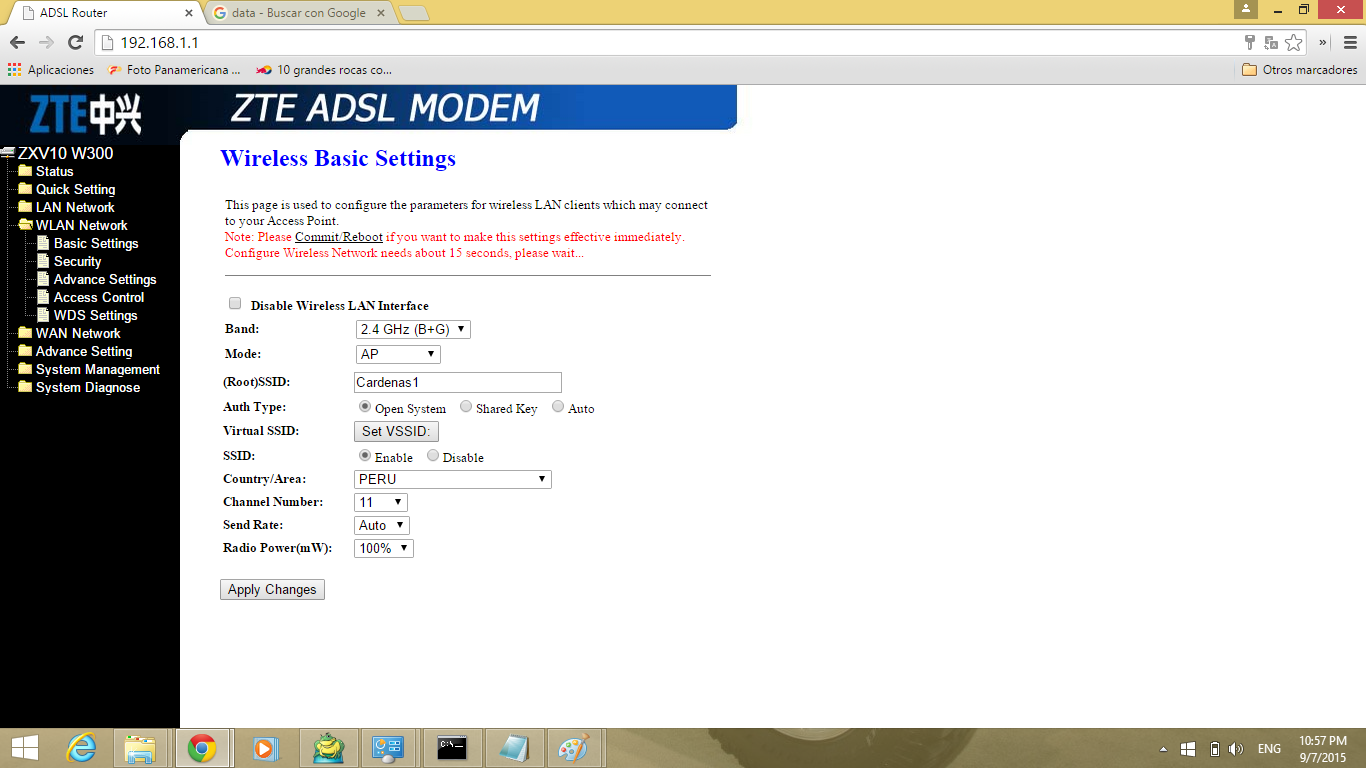 ADSL Router
data - Buscar con Google
192.168.1.1
Aplicaciones
Foto Panamericana ...
10 grandes rocas co...
Otros marcadores
ZTE中兴
ZTE ADSL MODEM
ZXV10 W300
Status
Quick Setting
LAN Network
WLAN Network
Basic Settings
Security
Advance Settings
Access Control
WDS Settings
WAN Network
Advance Setting
System Management
System Diagnose
Wireless Basic Settings
This page is used to configure the parameters for wireless LAN clients which may connect
to your Access Point.
Note: Please Commit/Reboot if you want to make this settings effective immediately.
Configure Wireless Network needs about 15 seconds, please wait...
Disable Wireless LAN Interface
Band: 2.4 GHz (B+G)
Mode: AP
(Root)SSID: Cardenas1
Auth Type: Open System Shared Key Auto
Virtual SSID: Set VSSID:
SSID: Enable Disable
Country/Area: PERU
Channel Number: 11
Send Rate: Auto
Radio Power(mW): 100%
Apply Changes
C:\
ENG
10:57 PM
9/7/2015